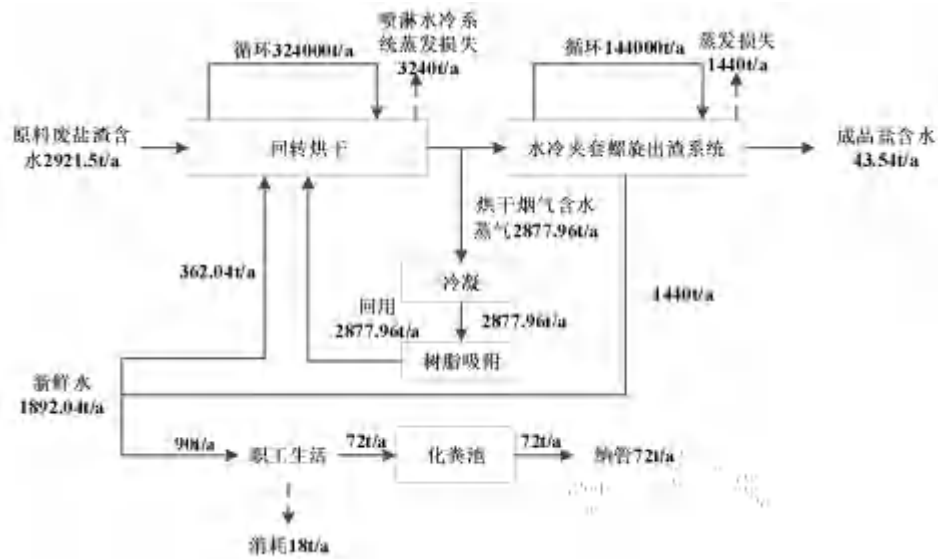 喷淋水冷系
统蒸发损失
3240t/a
循环324000t/a
循环144000t/a
蒸发损失
1440t/a
原料废盐渣含
水2921.5t/a
回转烘干
水冷夹套螺旋出渣系统
成品盐含水
43.54t/a
烘干烟气含水
蒸气2877.96t/a
362.04t/a
冷凝
1440t/a
回用
2877.96t/a
2877.96t/a
树脂吸附
新鲜水
1892.04t/a
90t/a
职工生活
72t/a
化粪池
72t/a
纳管72t/a
消耗18t/a